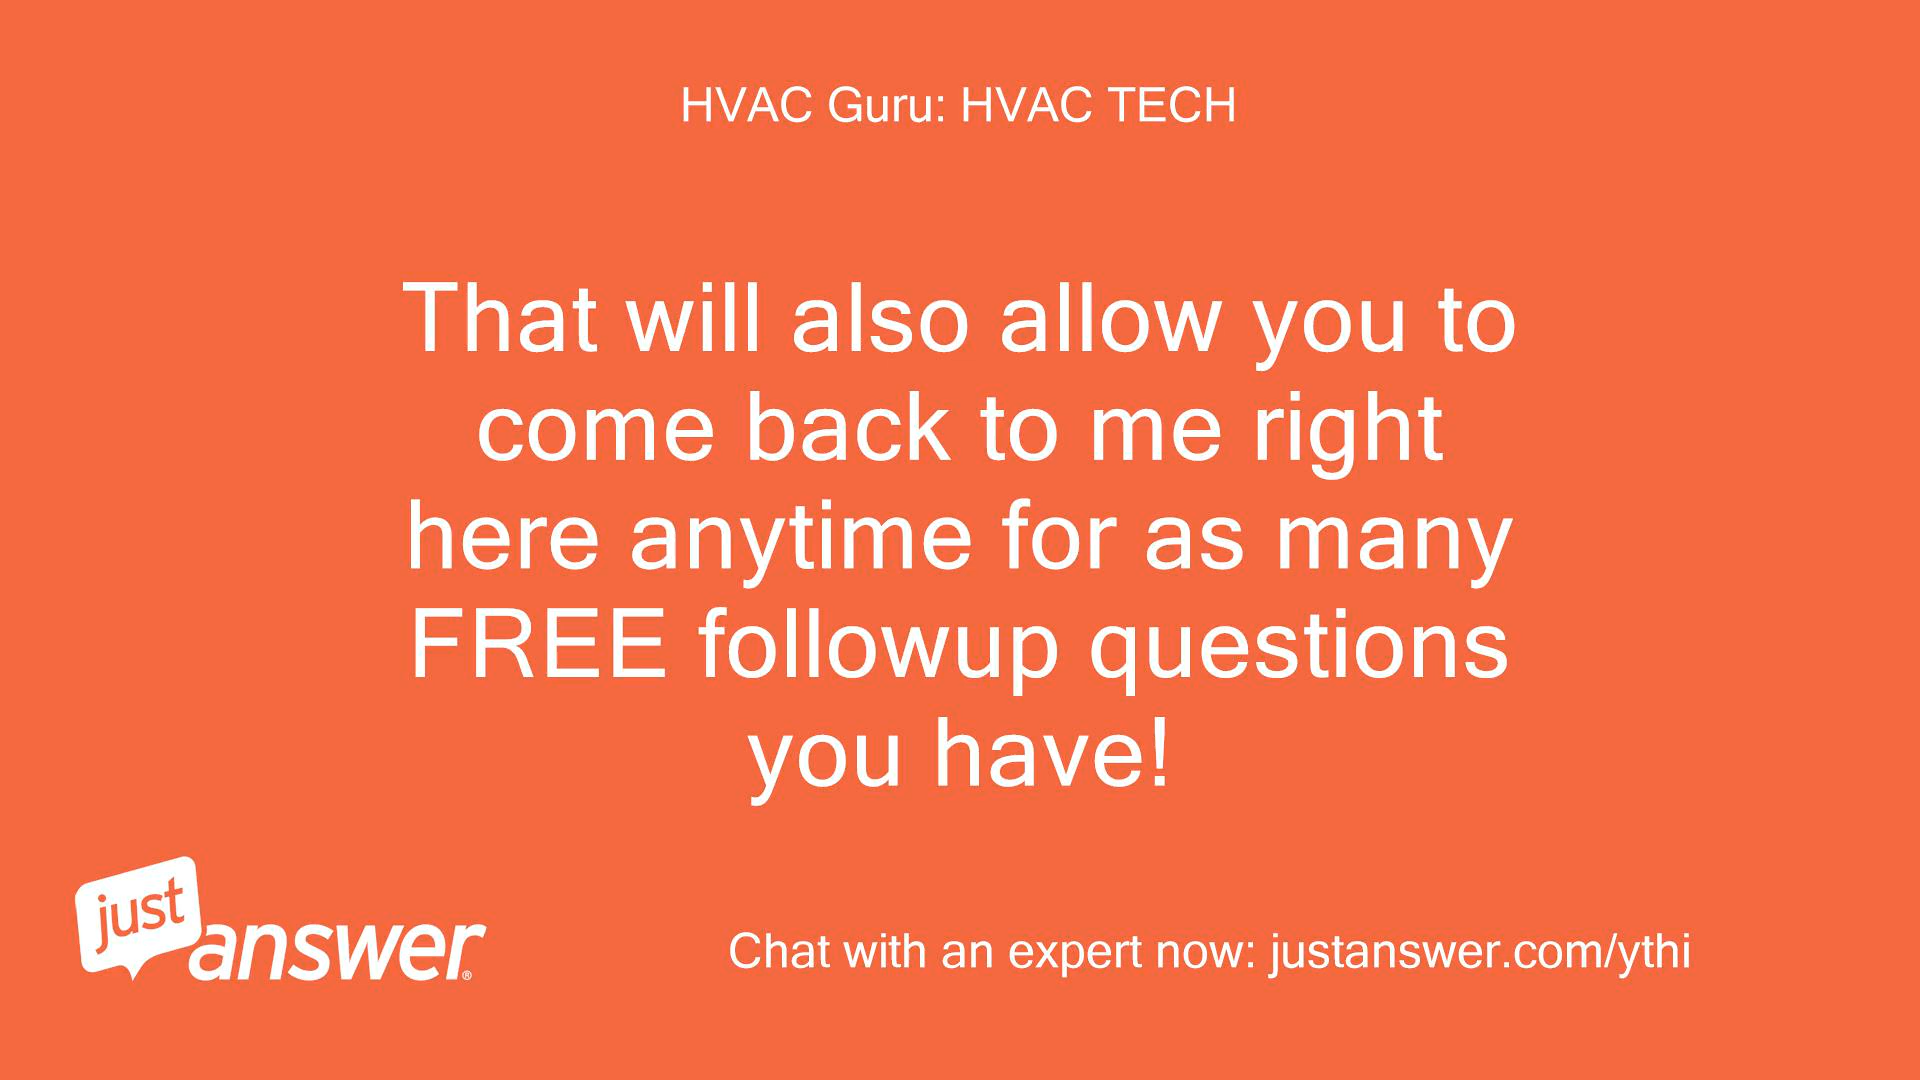 HVAC Guru: HVAC TECH
That will also allow you to
come back to me right
here anytime for as many
FREE followup questions
you have!
just
answer®
Chat with an expert now: justanswer.com/ythi